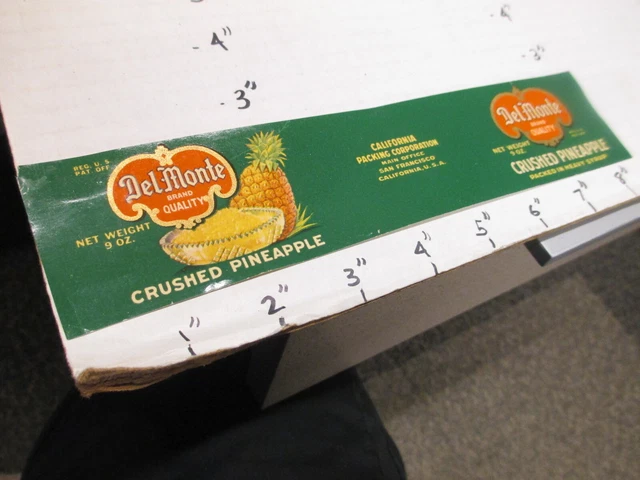 4"
4
3"
3"
REG. U.S.
PAT. OFF.
Del Monte
BRAND
QUALITY
NET WEIGHT
9 OZ.
CRUSHED PINEAPPLE
CALIFORNIA
PACKING CORPORATION
MAIN OFFICE
SAN FRANCISCO
CALIFORNIA, U.S.A.
Del Monte
BRAND
QUALITY
NET WEIGHT
9 OZ.
CRUSHED PINEAPPLE
PACKED IN HEAVY SYRUP
1" 2" 3" 4" 5" 6" 7" 8"